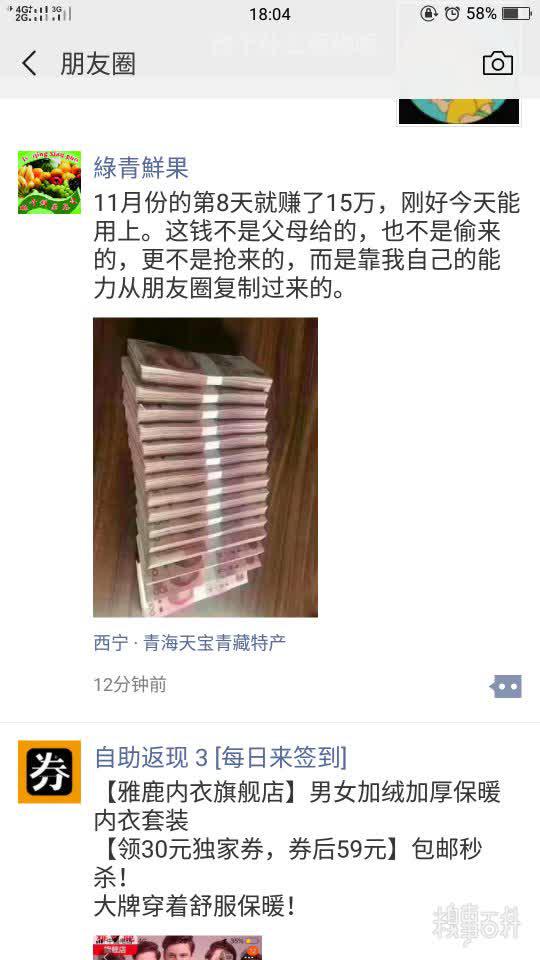 4G 3G
2G
18:04
58%
朋友圈
綠青鮮果
11月份的第8天就赚了15万，刚好今天能
用上。这钱不是父母给的，也不是偷来
的，更不是抢来的，而是靠我自己的能
力从朋友圈复制过来的。
西宁 · 青海天宝青藏特产
12分钟前
券
自助返现 3 [每日来签到]
【雅鹿内衣旗舰店】男女加绒加厚保暖
内衣套装
【领30元独家券，券后59元】包邮秒
杀！
大牌穿着舒服保暖！
旗舰店
糗事百科